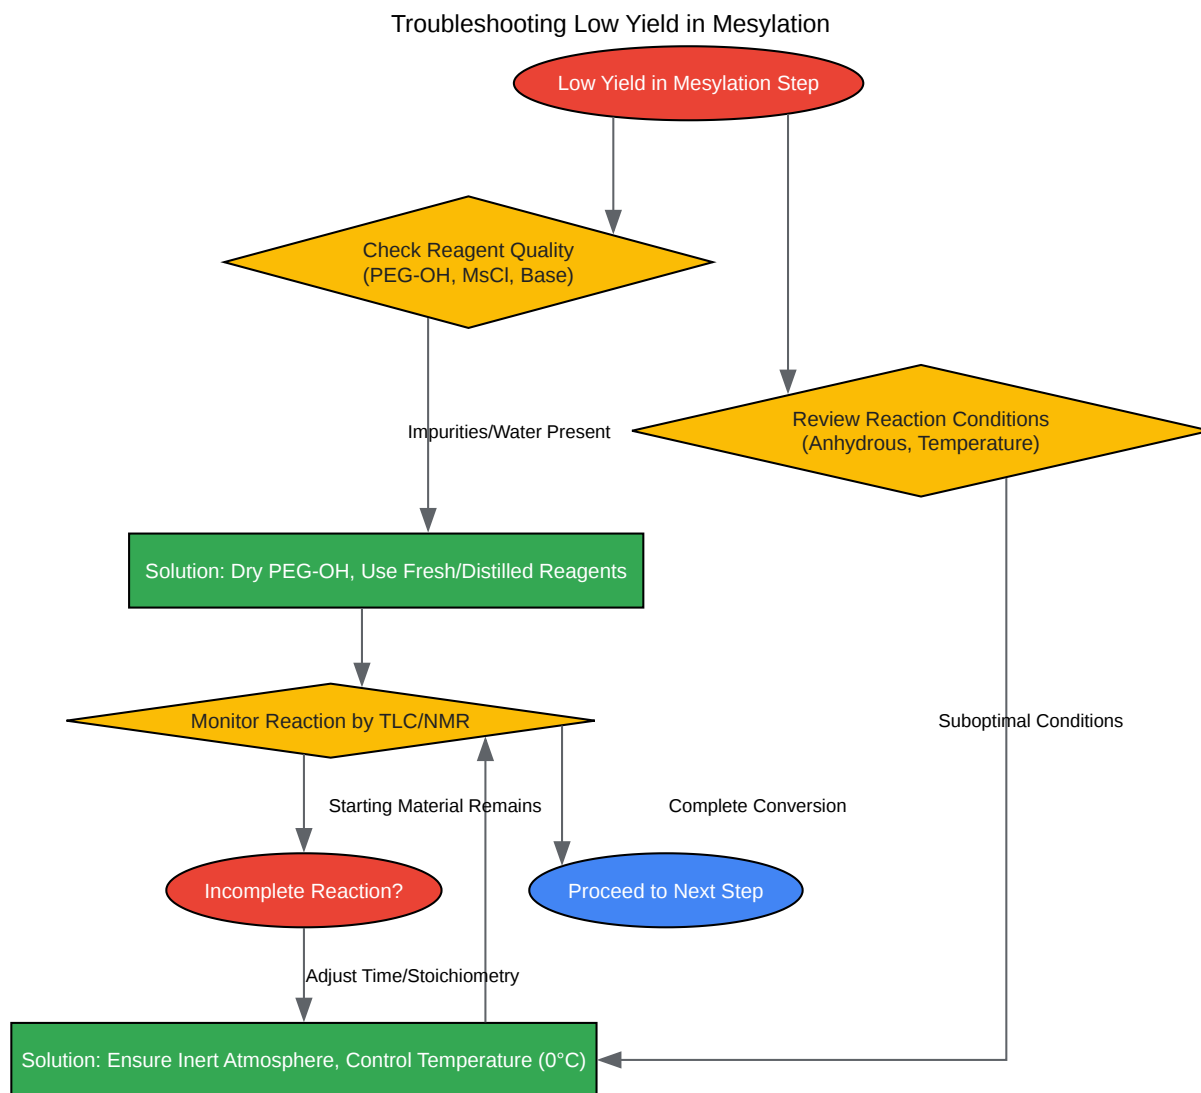 Troubleshooting Low Yield in Mesylation
Low Yield in Mesylation Step
Check Reagent Quality
(PEG-OH, MsCl, Base)
Review Reaction Conditions
(Anhydrous, Temperature)
Impurities/Water Present
Solution: Dry PEG-OH, Use Fresh/Distilled Reagents
Monitor Reaction by TLC/NMR
Suboptimal Conditions
Starting Material Remains
Complete Conversion
Incomplete Reaction?
Proceed to Next Step
Adjust Time/Stoichiometry
Solution: Ensure Inert Atmosphere, Control Temperature (0°C)